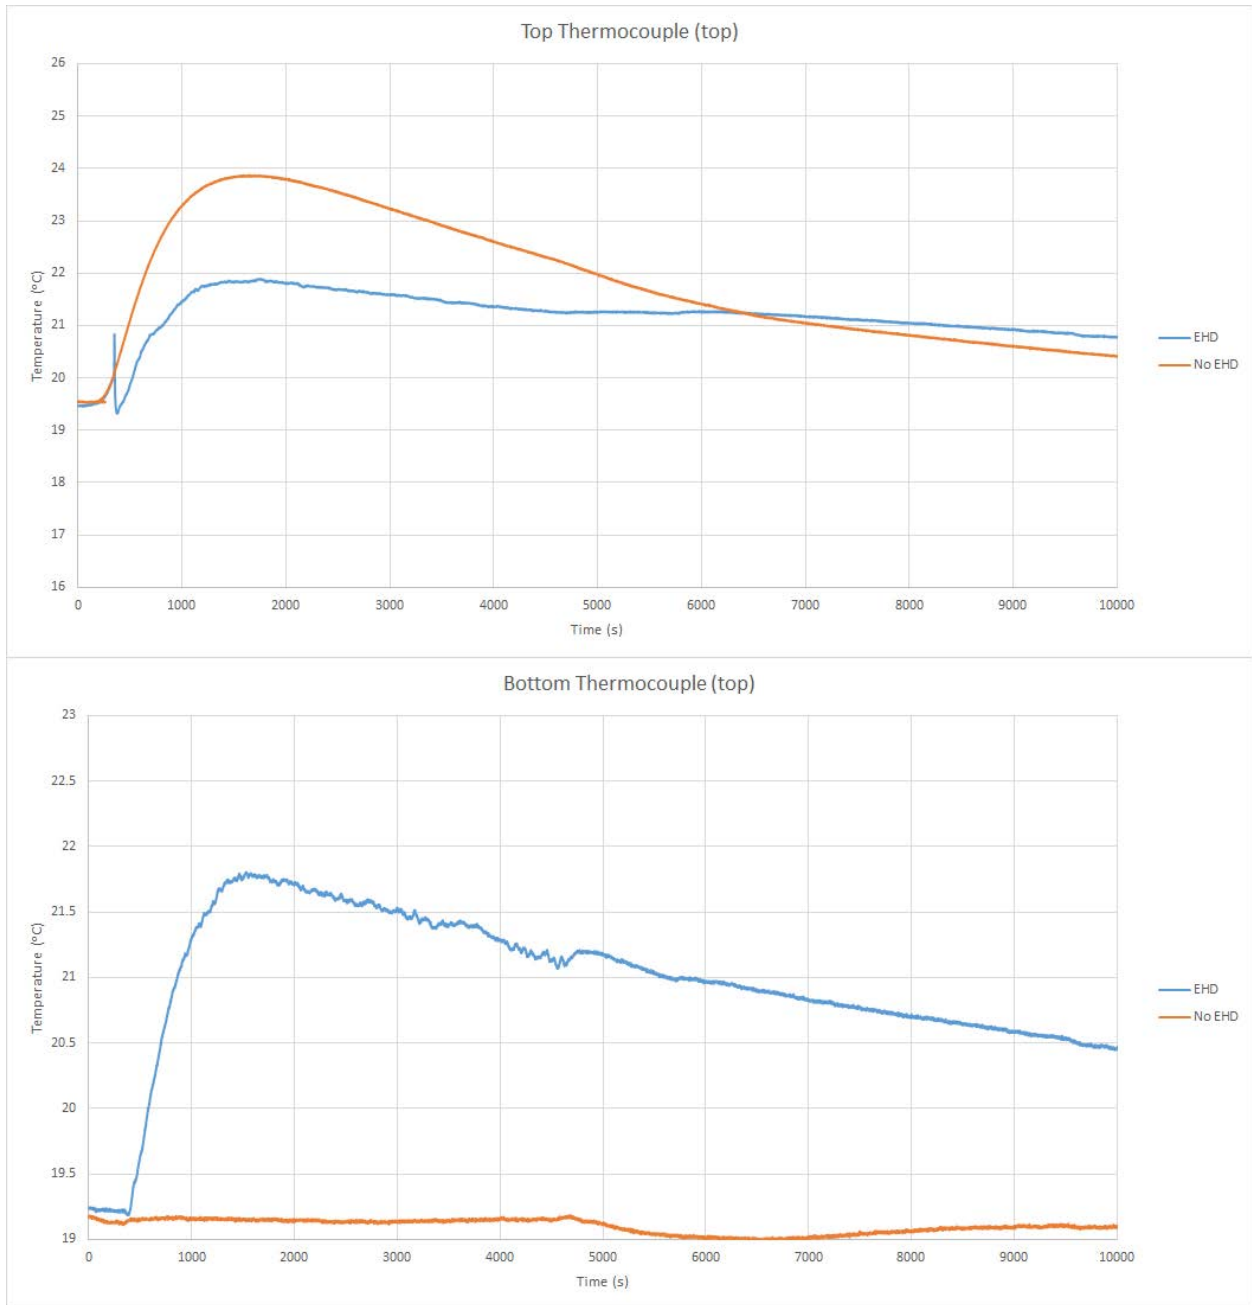 Top Thermocouple (top)
26
25
24
23
22
21
20
19
18
17
16
Temperature (°C)
0 1000 2000 3000 4000 5000 6000 7000 8000 9000 10000
Time (s)
EHD
No EHD
Bottom Thermocouple (top)
23
22.5
22
21.5
21
20.5
20
19.5
19
Temperature (°C)
0 1000 2000 3000 4000 5000 6000 7000 8000 9000 10000
Time (s)
EHD
No EHD